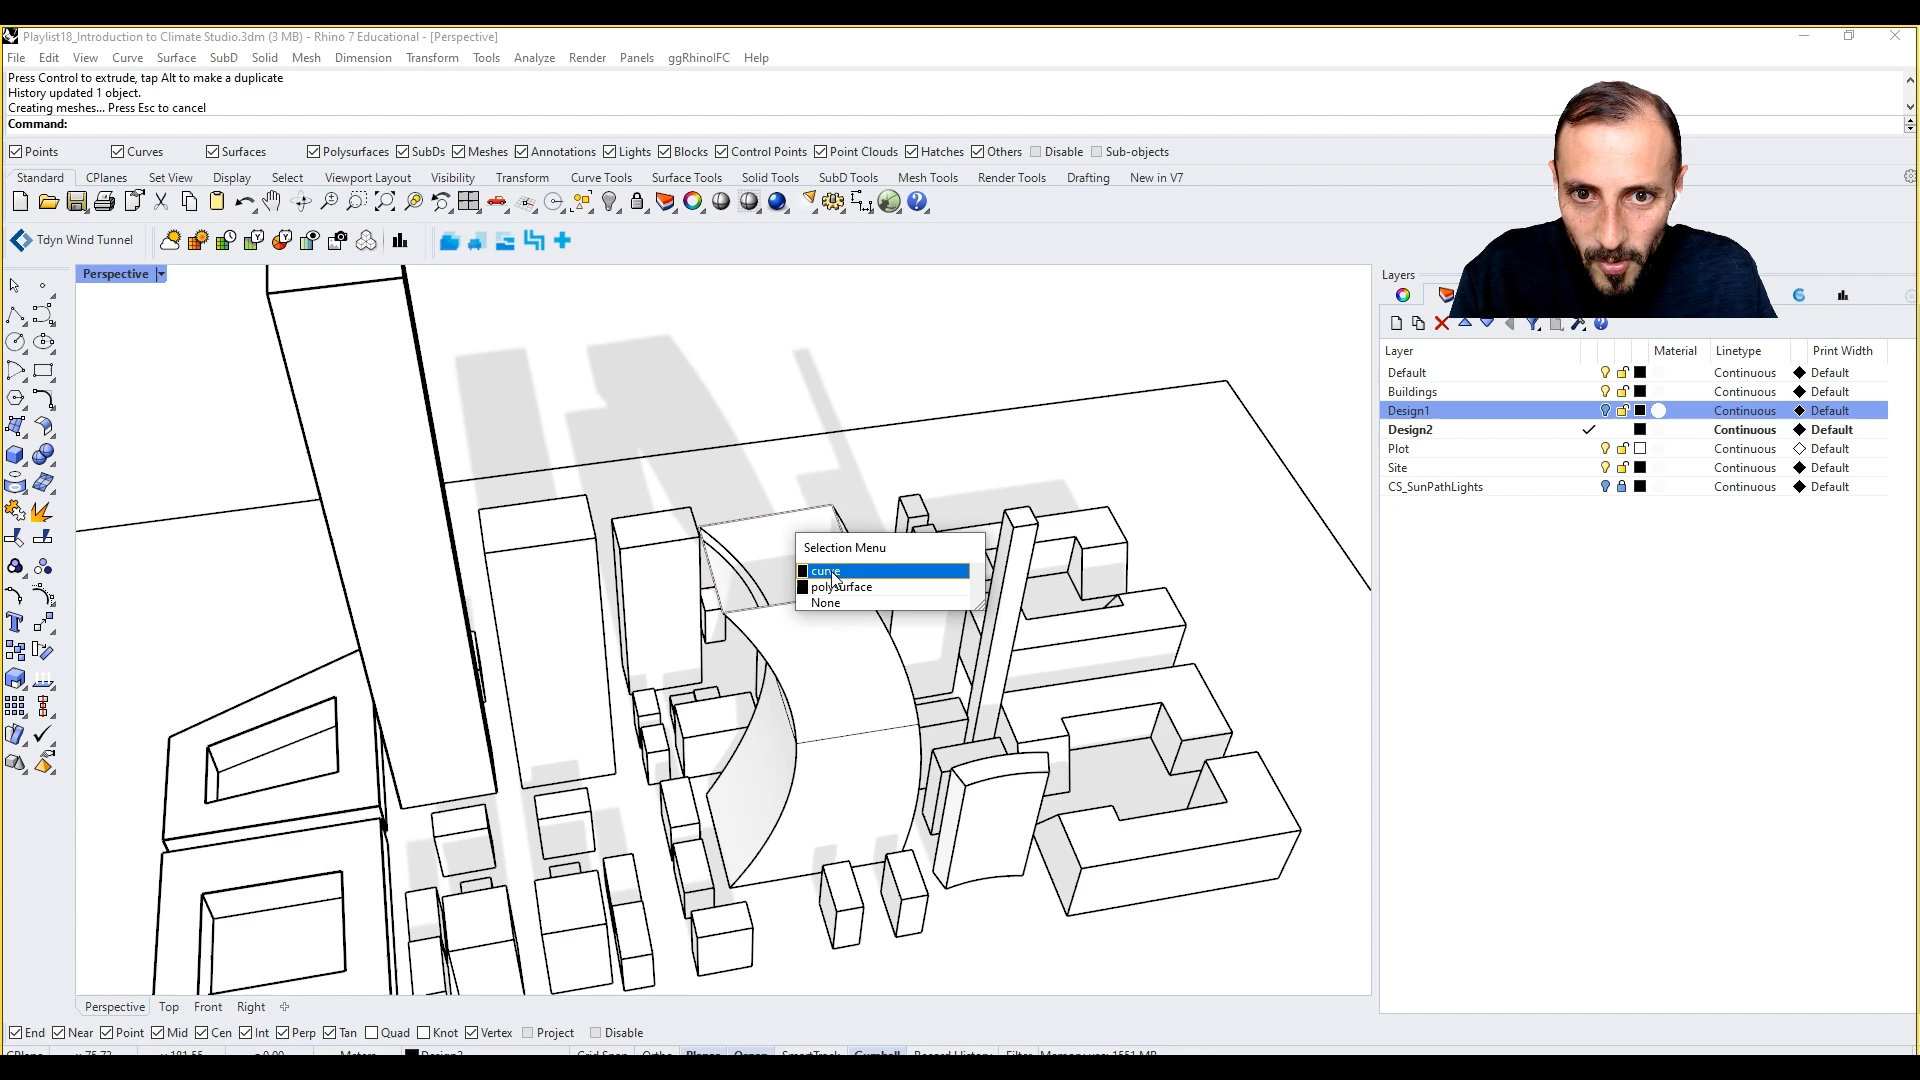 Playlist18_Introduction to Climate Studio.3dm (3 MB) - Rhino 7 Educational - [Perspective]
File Edit View Curve Surface SubD Solid Mesh Dimension Transform Tools Analyze Render Panels ggRhinoIFC Help
Press Control to extrude, tap Alt to make a duplicate
History updated 1 object.
Creating meshes... Press Esc to cancel
Command:
Points Curves Surfaces Polysurfaces SubDs Meshes Annotations Lights Blocks Control Points Point Clouds Hatches Others Disable Sub-objects
Standard CPlanes Set View Display Select Viewport Layout Visibility Transform Curve Tools Surface Tools Solid Tools SubD Tools Mesh Tools Render Tools Drafting New in V7
Tdyn Wind Tunnel
Perspective
Layers
Layer Material Linetype Print Width
Default Continuous Default
Buildings Continuous Default
Design1 Continuous Default
Design2 Continuous Default
Plot Continuous Default
Site Continuous Default
CS_SunPathLights Continuous Default
Selection Menu
curve
polysurface
None
Perspective Top Front Right
End Near Point Mid Cen Int Perp Tan Quad Knot Vertex Project Disable